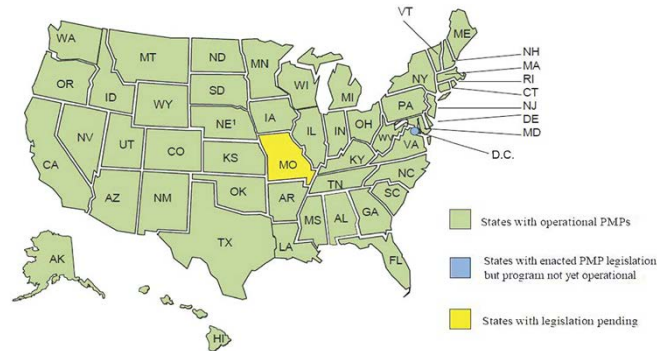 VT
ME
WA
NH
MT
ND
MN
MA
OR
NY
RI
ID
SD
WI
CT
MI
WY
PA
NJ
IA
NE¹
OH
DE
NV
IL
IN
MD
UT
WV
CO
VA
CA
KS
MO
KY
D.C.
NC
TN
OK
SC
AZ
NM
AR
MS
AL
GA
States with operational PMPs
TX
LA
AK
FL
States with enacted PMP legislation
but program not yet operational
States with legislation pending
HI